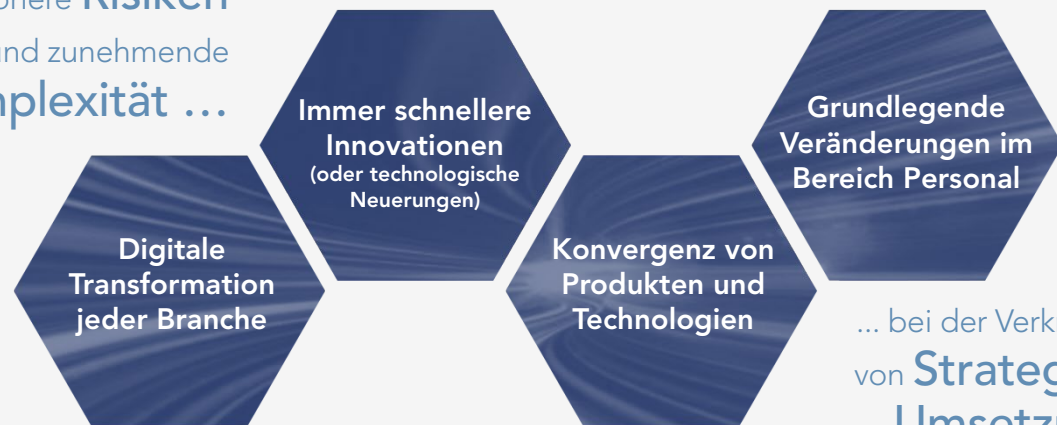 Risiken
und zunehmende
…
Immer schnellere
Innovationen
(oder technologische
Neuerungen)
Grundlegende
Veränderungen im
Bereich Personal
Digitale
Transformation
jeder Branche
Konvergenz von
Produkten und
Technologien
... bei der
von